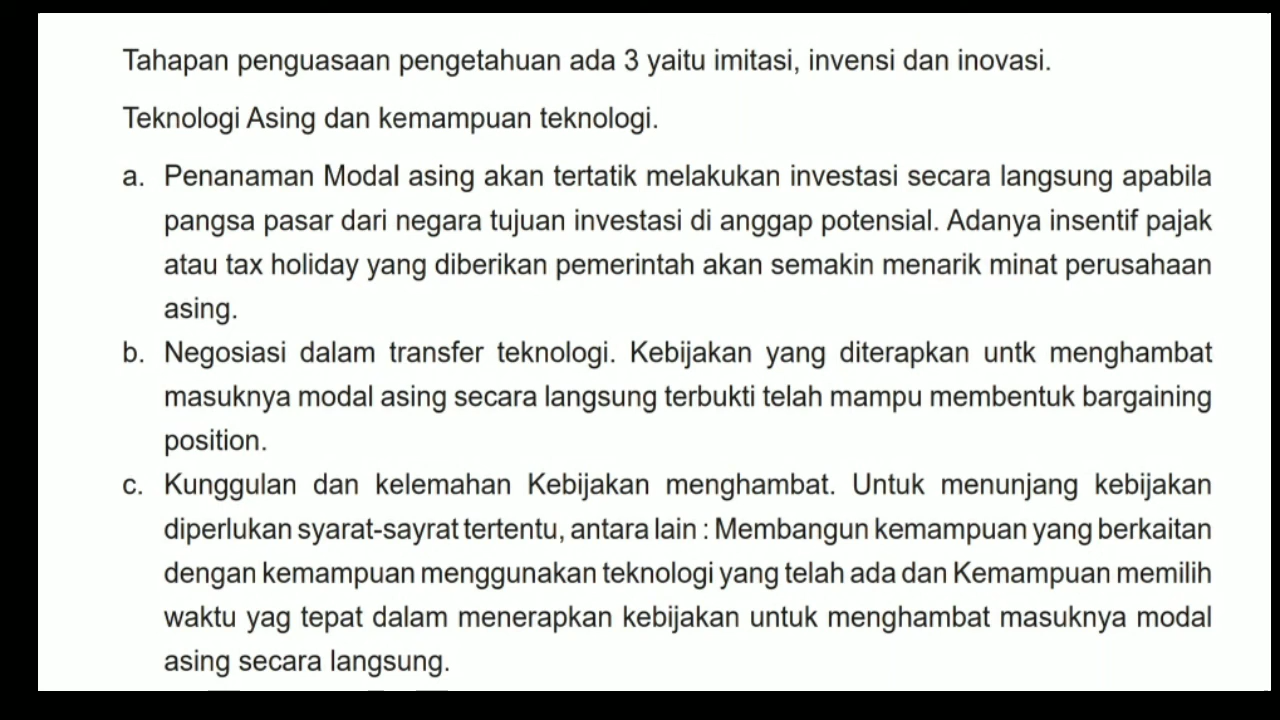 Tahapan penguasaan pengetahuan ada 3 yaitu imitasi, invensi dan inovasi.
Teknologi Asing dan kemampuan teknologi.
a. Penanaman Modal asing akan tertatik melakukan investasi secara langsung apabila
pangsa pasar dari negara tujuan investasi di anggap potensial. Adanya insentif pajak
atau tax holiday yang diberikan pemerintah akan semakin menarik minat perusahaan
asing.
b. Negosiasi dalam transfer teknologi. Kebijakan yang diterapkan untk menghambat
masuknya modal asing secara langsung terbukti telah mampu membentuk bargaining
position.
c. Kunggulan dan kelemahan Kebijakan menghambat. Untuk menunjang kebijakan
diperlukan syarat-sayrat tertentu, antara lain : Membangun kemampuan yang berkaitan
dengan kemampuan menggunakan teknologi yang telah ada dan Kemampuan memilih
waktu yag tepat dalam menerapkan kebijakan untuk menghambat masuknya modal
asing secara langsung.